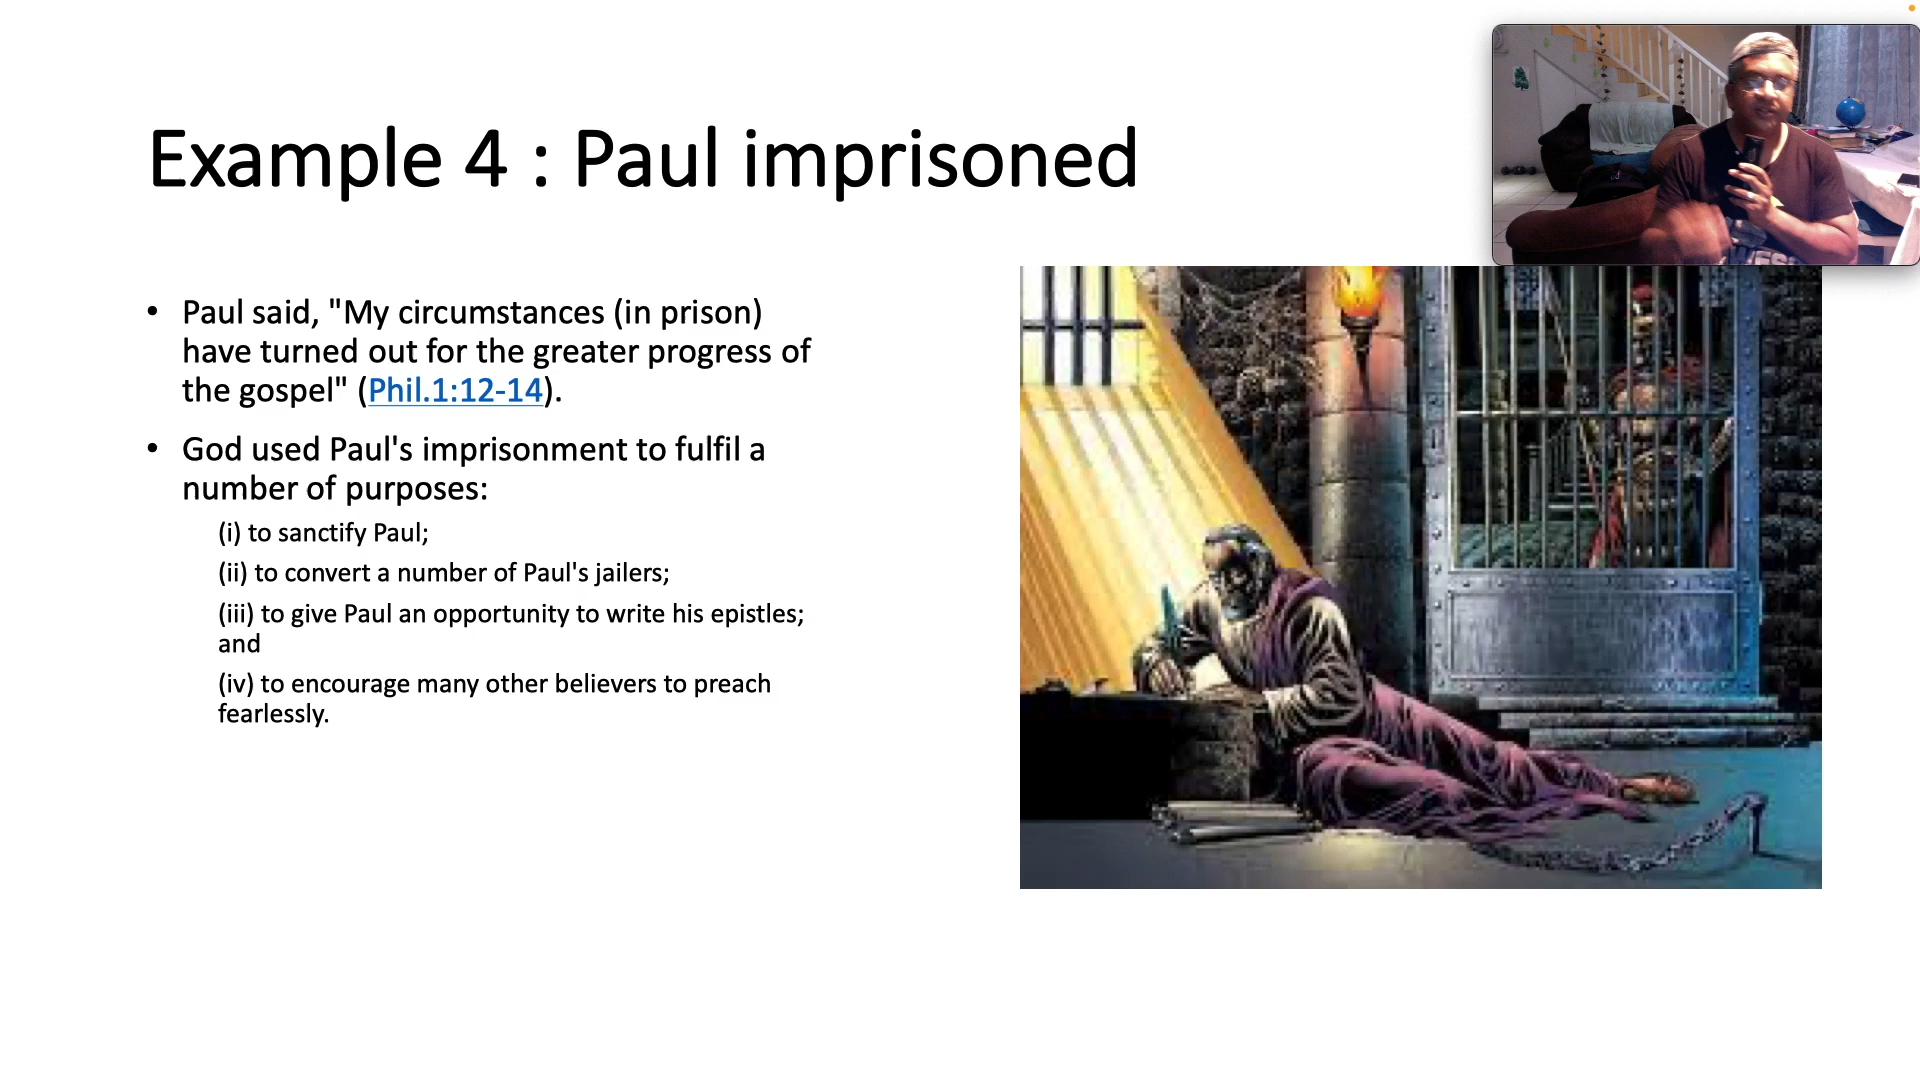 Example 4 : Paul imprisoned
• Paul said, "My circumstances (in prison)
have turned out for the greater progress of
the gospel" (Phil.1:12-14).
• God used Paul's imprisonment to fulfil a
number of purposes:
(i) to sanctify Paul;
(ii) to convert a number of Paul's jailers;
(iii) to give Paul an opportunity to write his epistles;
and
(iv) to encourage many other believers to preach
fearlessly.